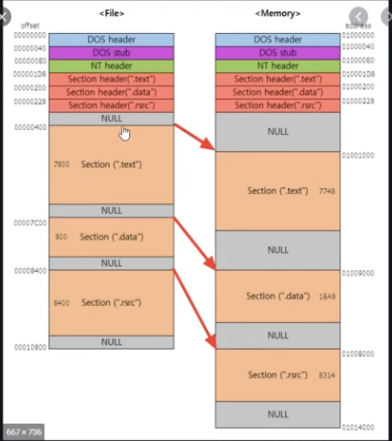 <File>
<Memory>
offset
address
00000000
DOS header
DOS header
01000000
00000040
DOS stub
DOS stub
01000040
000000E0
NT header
NT header
010000E0
000001D8
Section header(".text")
Section header(".text")
010001D8
00000200
Section header(".data")
Section header(".data")
01000200
00000228
Section header(".rsrc")
Section header(".rsrc")
01000228
NULL
NULL
00000400
01001000
7800 Section (".text")
Section (".text") 7748
NULL
NULL
00007C00
800 Section (".data")
01009000
NULL
Section (".data") 1BA8
00008400
8400 Section (".rsrc")
NULL
0100B000
NULL
Section (".rsrc") 8314
00010800
NULL
01014000
667 × 736